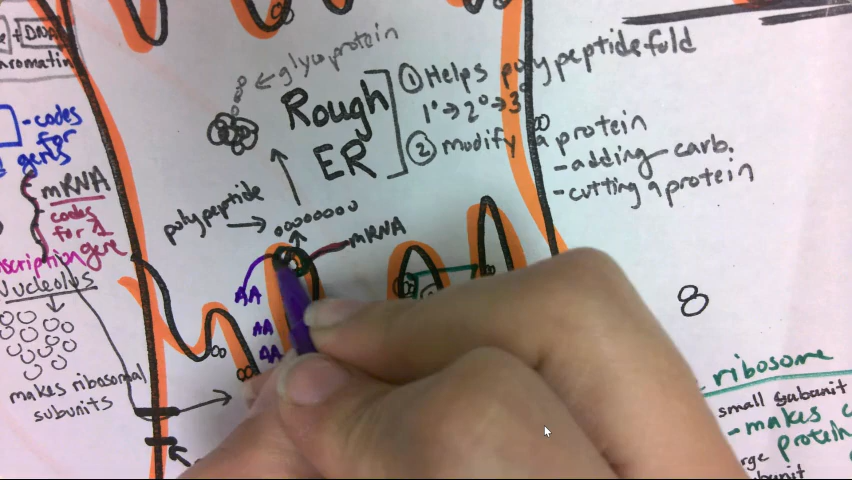 + DNA
- codes
for
mRNA
codes
for 1
gene
Nucleolus
makes ribosomal
subunits
glycoprotein
Rough
ER
① Helps polypeptide fold
1° → 2° → 3°
② modify a protein
- adding carb.
- cutting a protein
polypeptide
mRNA
AA
AA
AA
8
ribosome
small subunit
- makes
protein
subunit